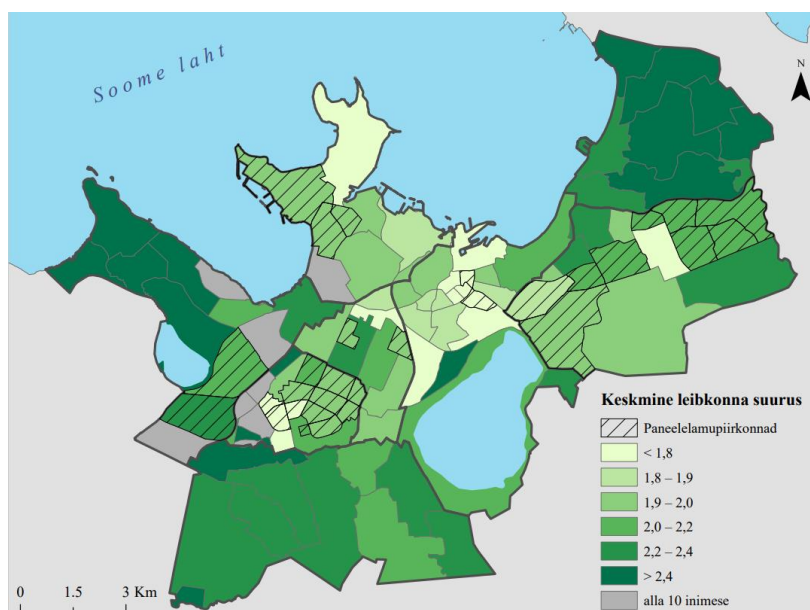 Soome laht
N
Keskmine leibkonna suurus
Paneelelamupiirkonnad
< 1,8
1,8 – 1,9
1,9 – 2,0
2,0 – 2,2
2,2 – 2,4
> 2,4
alla 10 inimese
0 1.5 3 Km